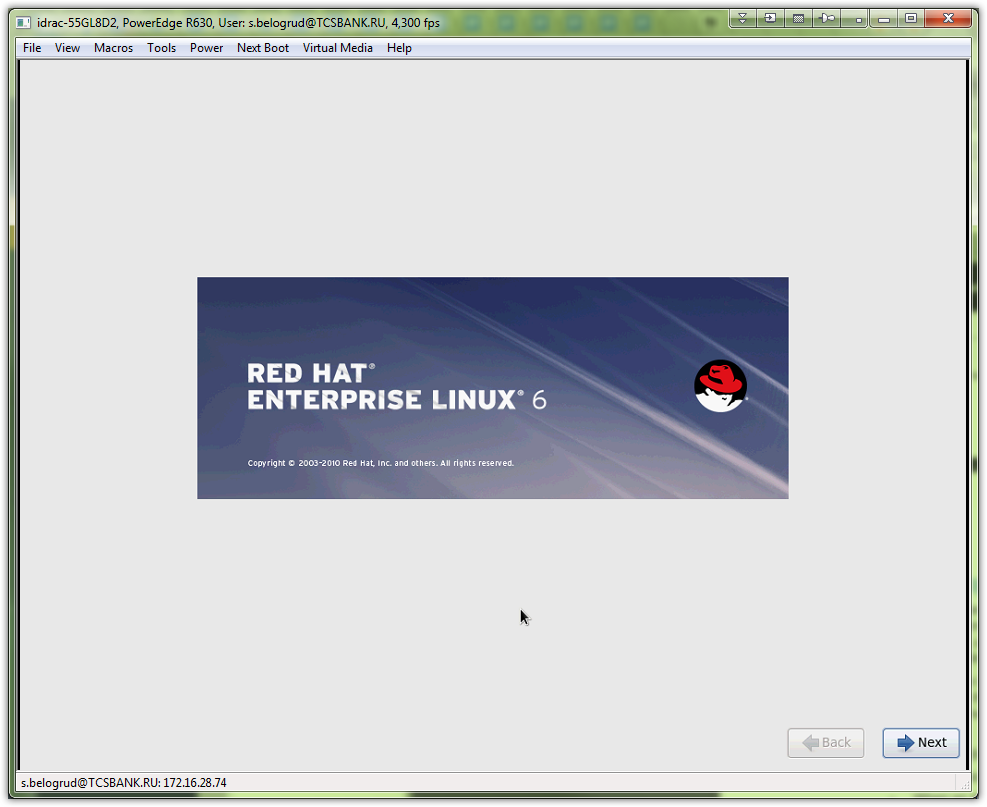 idrac-55GL8D2, PowerEdge R630, User: s.belogrud@TCSBANK.RU, 4,300 fps
File View Macros Tools Power Next Boot Virtual Media Help
RED HAT®
ENTERPRISE LINUX® 6
Copyright © 2003-2010 Red Hat, Inc. and others. All rights reserved.
Back Next
s.belogrud@TCSBANK.RU: 172.16.28.74